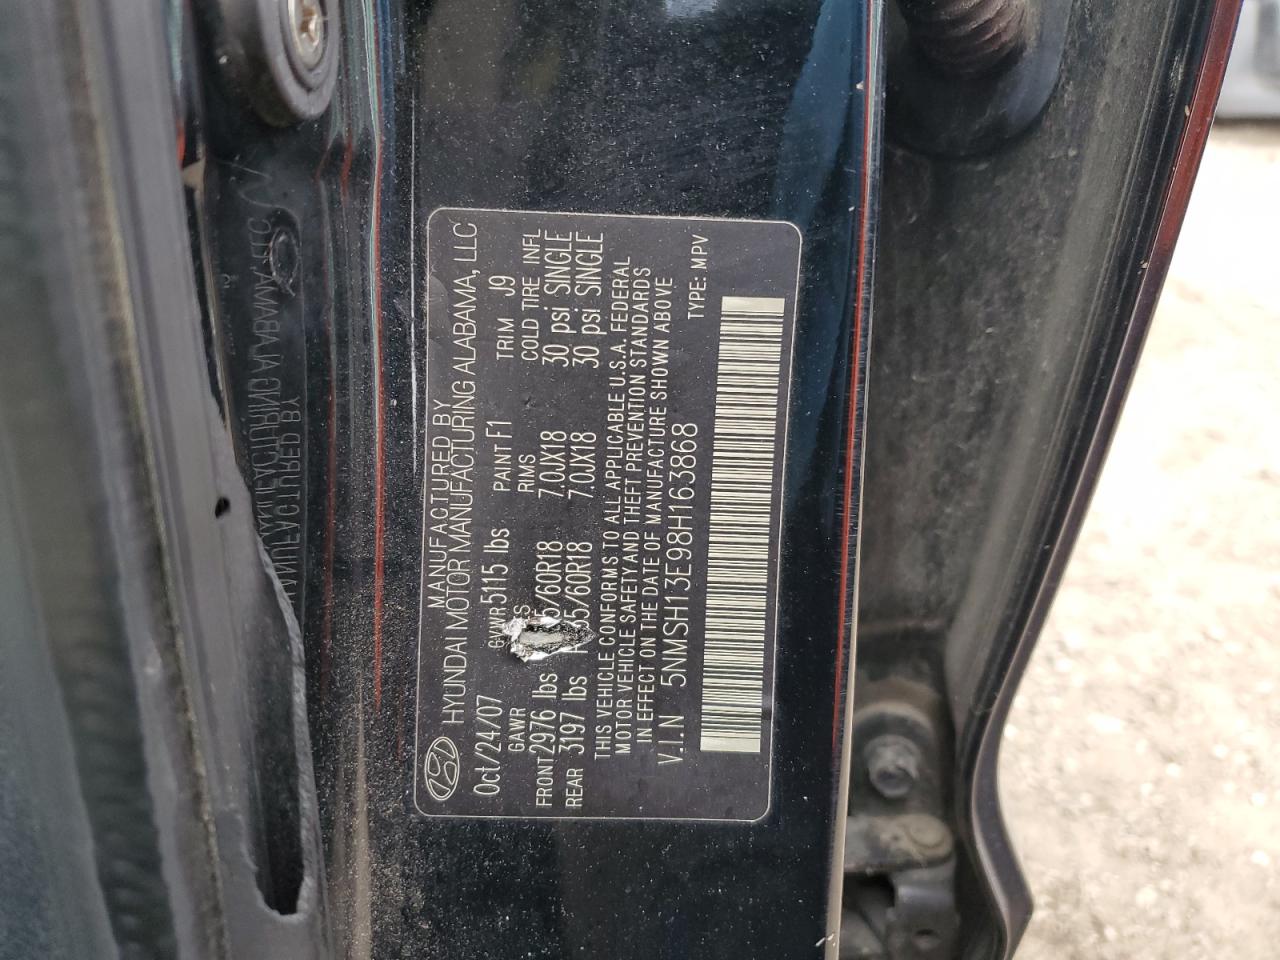 MANUFACTURED BY
HYUNDAI MOTOR MANUFACTURING ALABAMA, LLC
Oct/24/07 GVWR 5115 lbs PAINT F1 TRIM J9
GAWR RIMS COLD TIRE INFL
FRONT 2976 lbs 7.0JX18 30 psi SINGLE
REAR 3197 lbs 7.0JX18 30 psi SINGLE
THIS VEHICLE CONFORMS TO ALL APPLICABLE U.S.A. FEDERAL
MOTOR VEHICLE SAFETY AND THEFT PREVENTION STANDARDS
IN EFFECT ON THE DATE OF MANUFACTURE SHOWN ABOVE
V.I.N 5NMSH13E98H163868 TYPE: MPV